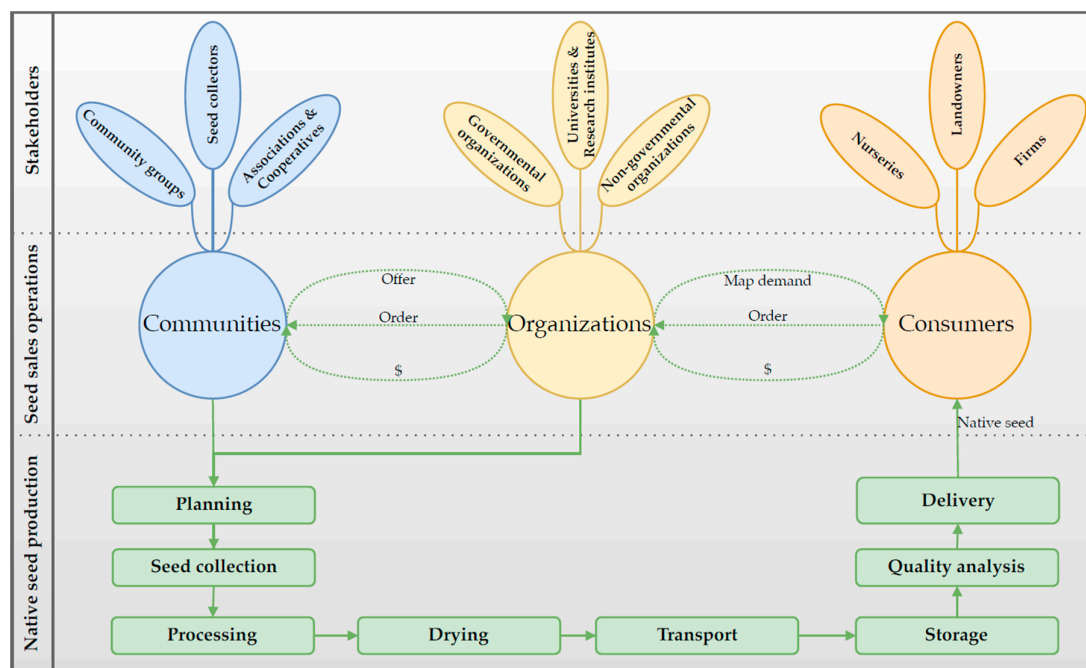 Stakeholders
Community groups
Seed collectors
Associations &
Cooperatives
Governmental
organizations
Universities &
Research institutes
Non-governmental
organizations
Nurseries
Landowners
Firms
Seed sales operations
Communities
Offer
Order
$
Organizations
Map demand
Order
$
Consumers
Native seed
Native seed production
Planning
Seed collection
Processing
Drying
Transport
Storage
Quality analysis
Delivery